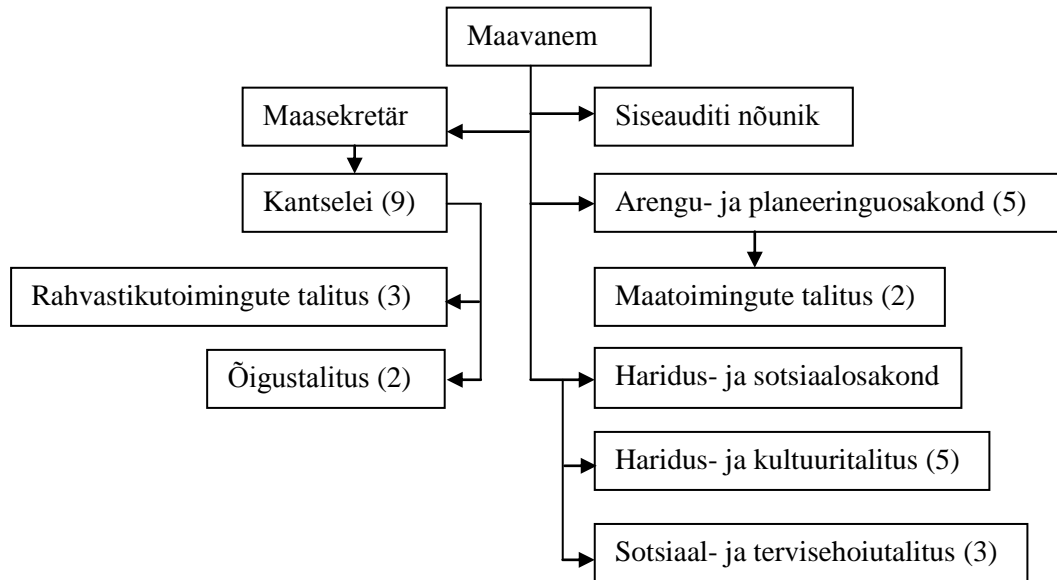 Maavanem
Maasekretär
Siseauditi nõunik
Kantselei (9)
Arengu- ja planeeringuosakond (5)
Rahvastikutoimingute talitus (3)
Maatoimingute talitus (2)
Õigustalitus (2)
Haridus- ja sotsiaalosakond
Haridus- ja kultuuritalitus (5)
Sotsiaal- ja tervisehoiutalitus (3)